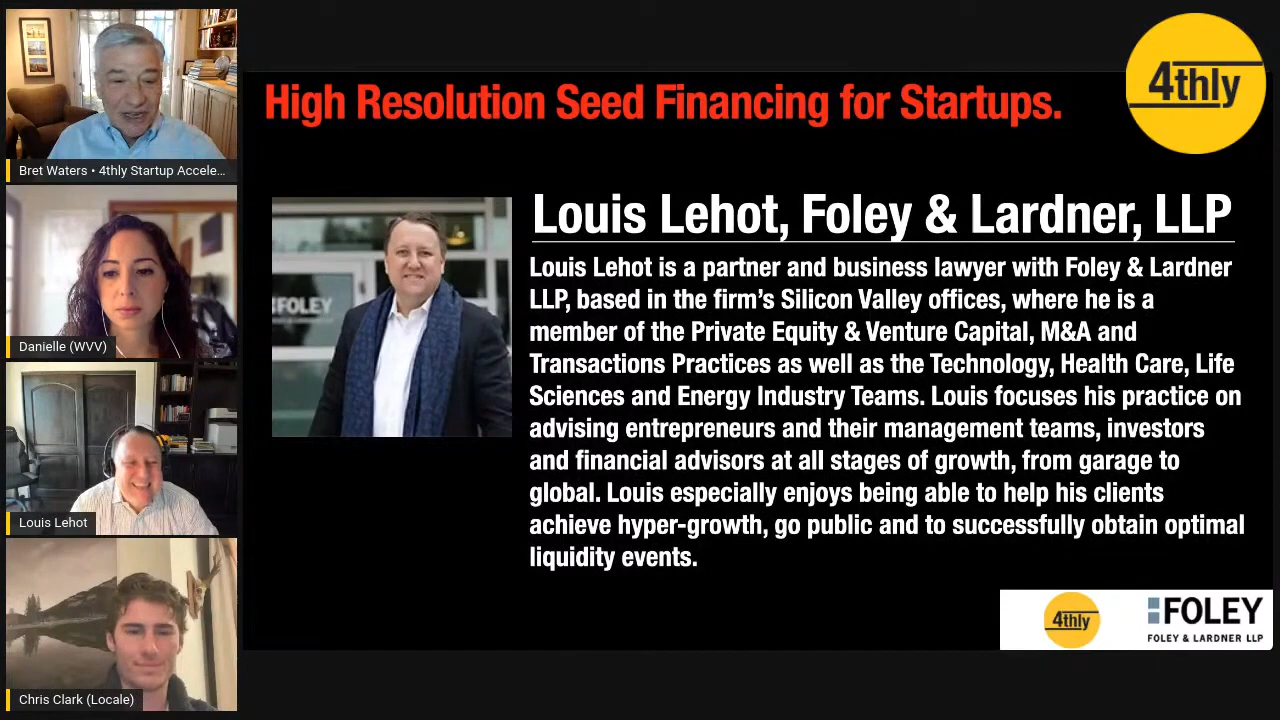 Bret Waters • 4thly Startup Accele...
Danielle (WVV)
Louis Lehot
Chris Clark (Locale)
High Resolution Seed Financing for Startups.
4thly
FOLEY
Louis Lehot, Foley & Lardner, LLP
Louis Lehot is a partner and business lawyer with Foley & Lardner
LLP, based in the firm's Silicon Valley offices, where he is a
member of the Private Equity & Venture Capital, M&A and
Transactions Practices as well as the Technology, Health Care, Life
Sciences and Energy Industry Teams. Louis focuses his practice on
advising entrepreneurs and their management teams, investors
and financial advisors at all stages of growth, from garage to
global. Louis especially enjoys being able to help his clients
achieve hyper-growth, go public and to successfully obtain optimal
liquidity events.
4thly
FOLEY
FOLEY & LARDNER LLP